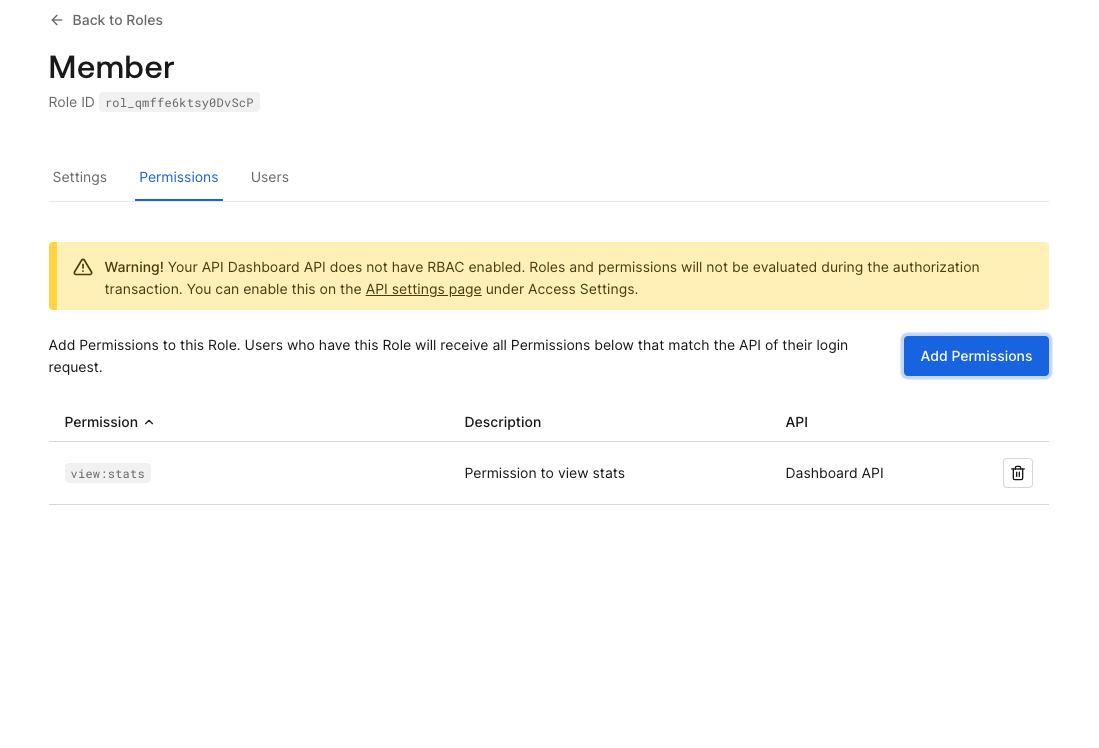 Back to Roles
Member
Role ID rol_qmffe6ktsy0DvScP
Settings Permissions Users
Warning! Your API Dashboard API does not have RBAC enabled. Roles and permissions will not be evaluated during the authorization
transaction. You can enable this on the API settings page under Access Settings.
Add Permissions to this Role. Users who have this Role will receive all Permissions below that match the API of their login
request.
Add Permissions
Permission Description API
view:stats Permission to view stats Dashboard API